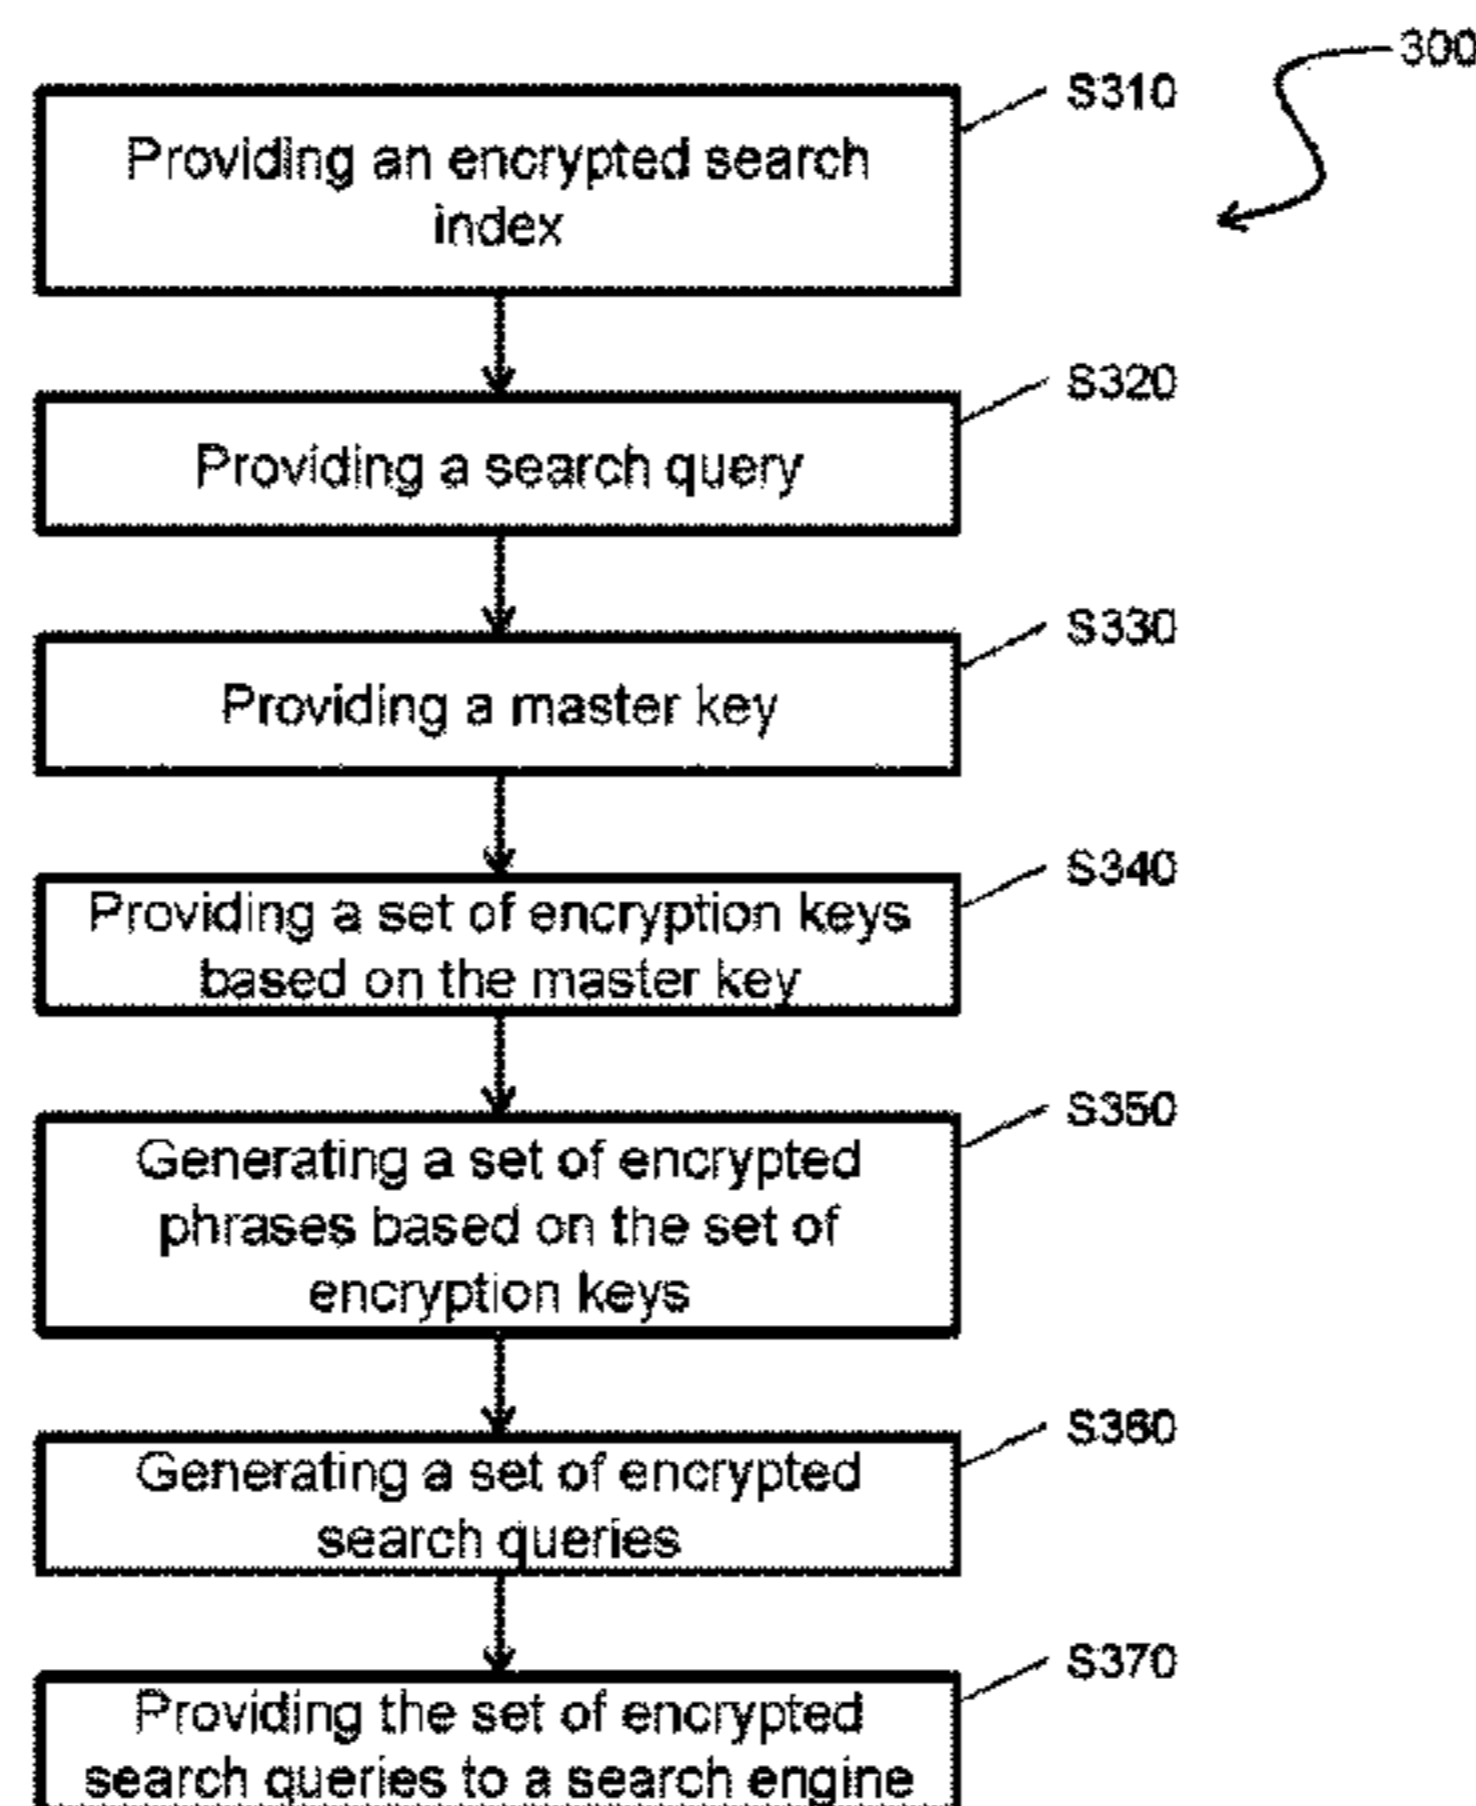 300
S310
Providing an encrypted search
index
S320
Providing a search query
S330
Providing a master key
S340
Providing a set of encryption keys
based on the master key
S350
Generating a set of encrypted
phrases based on the set of
encryption keys
S360
Generating a set of encrypted
search queries
S370
Providing the set of encrypted
search queries to a search engine